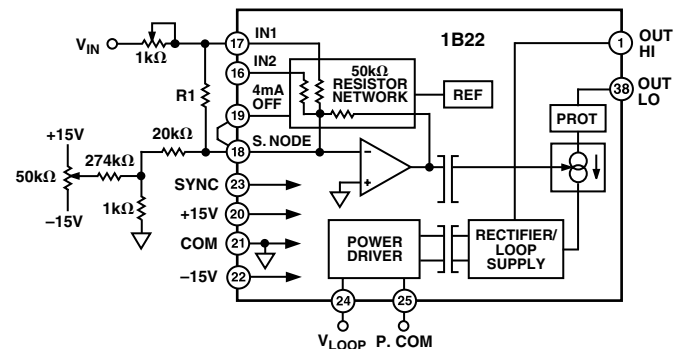 1B22
V_IN
1kΩ
17
IN1
16
IN2
4mA
OFF
19
18
S. NODE
R1
20kΩ
50kΩ
RESISTOR
NETWORK
REF
1
OUT
HI
38
OUT
LO
PROT
+15V
50kΩ
274kΩ
–15V
1kΩ
SYNC
23
+15V
20
COM
21
–15V
22
–
+
POWER
DRIVER
RECTIFIER/
LOOP
SUPPLY
24
25
V_LOOP
P. COM